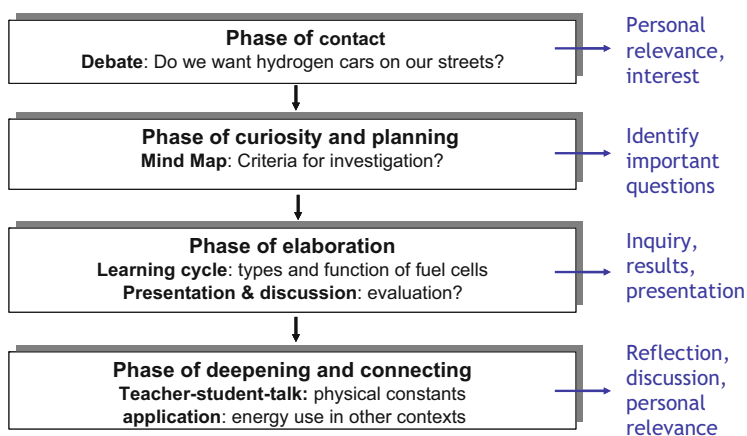 Phase of contact
Debate: Do we want hydrogen cars on our streets?
Personal
relevance,
interest
Phase of curiosity and planning
Mind Map: Criteria for investigation?
Identify
important
questions
Phase of elaboration
Learning cycle: types and function of fuel cells
Presentation & discussion: evaluation?
Inquiry,
results,
presentation
Phase of deepening and connecting
Teacher-student-talk: physical constants
application: energy use in other contexts
Reflection,
discussion,
personal
relevance